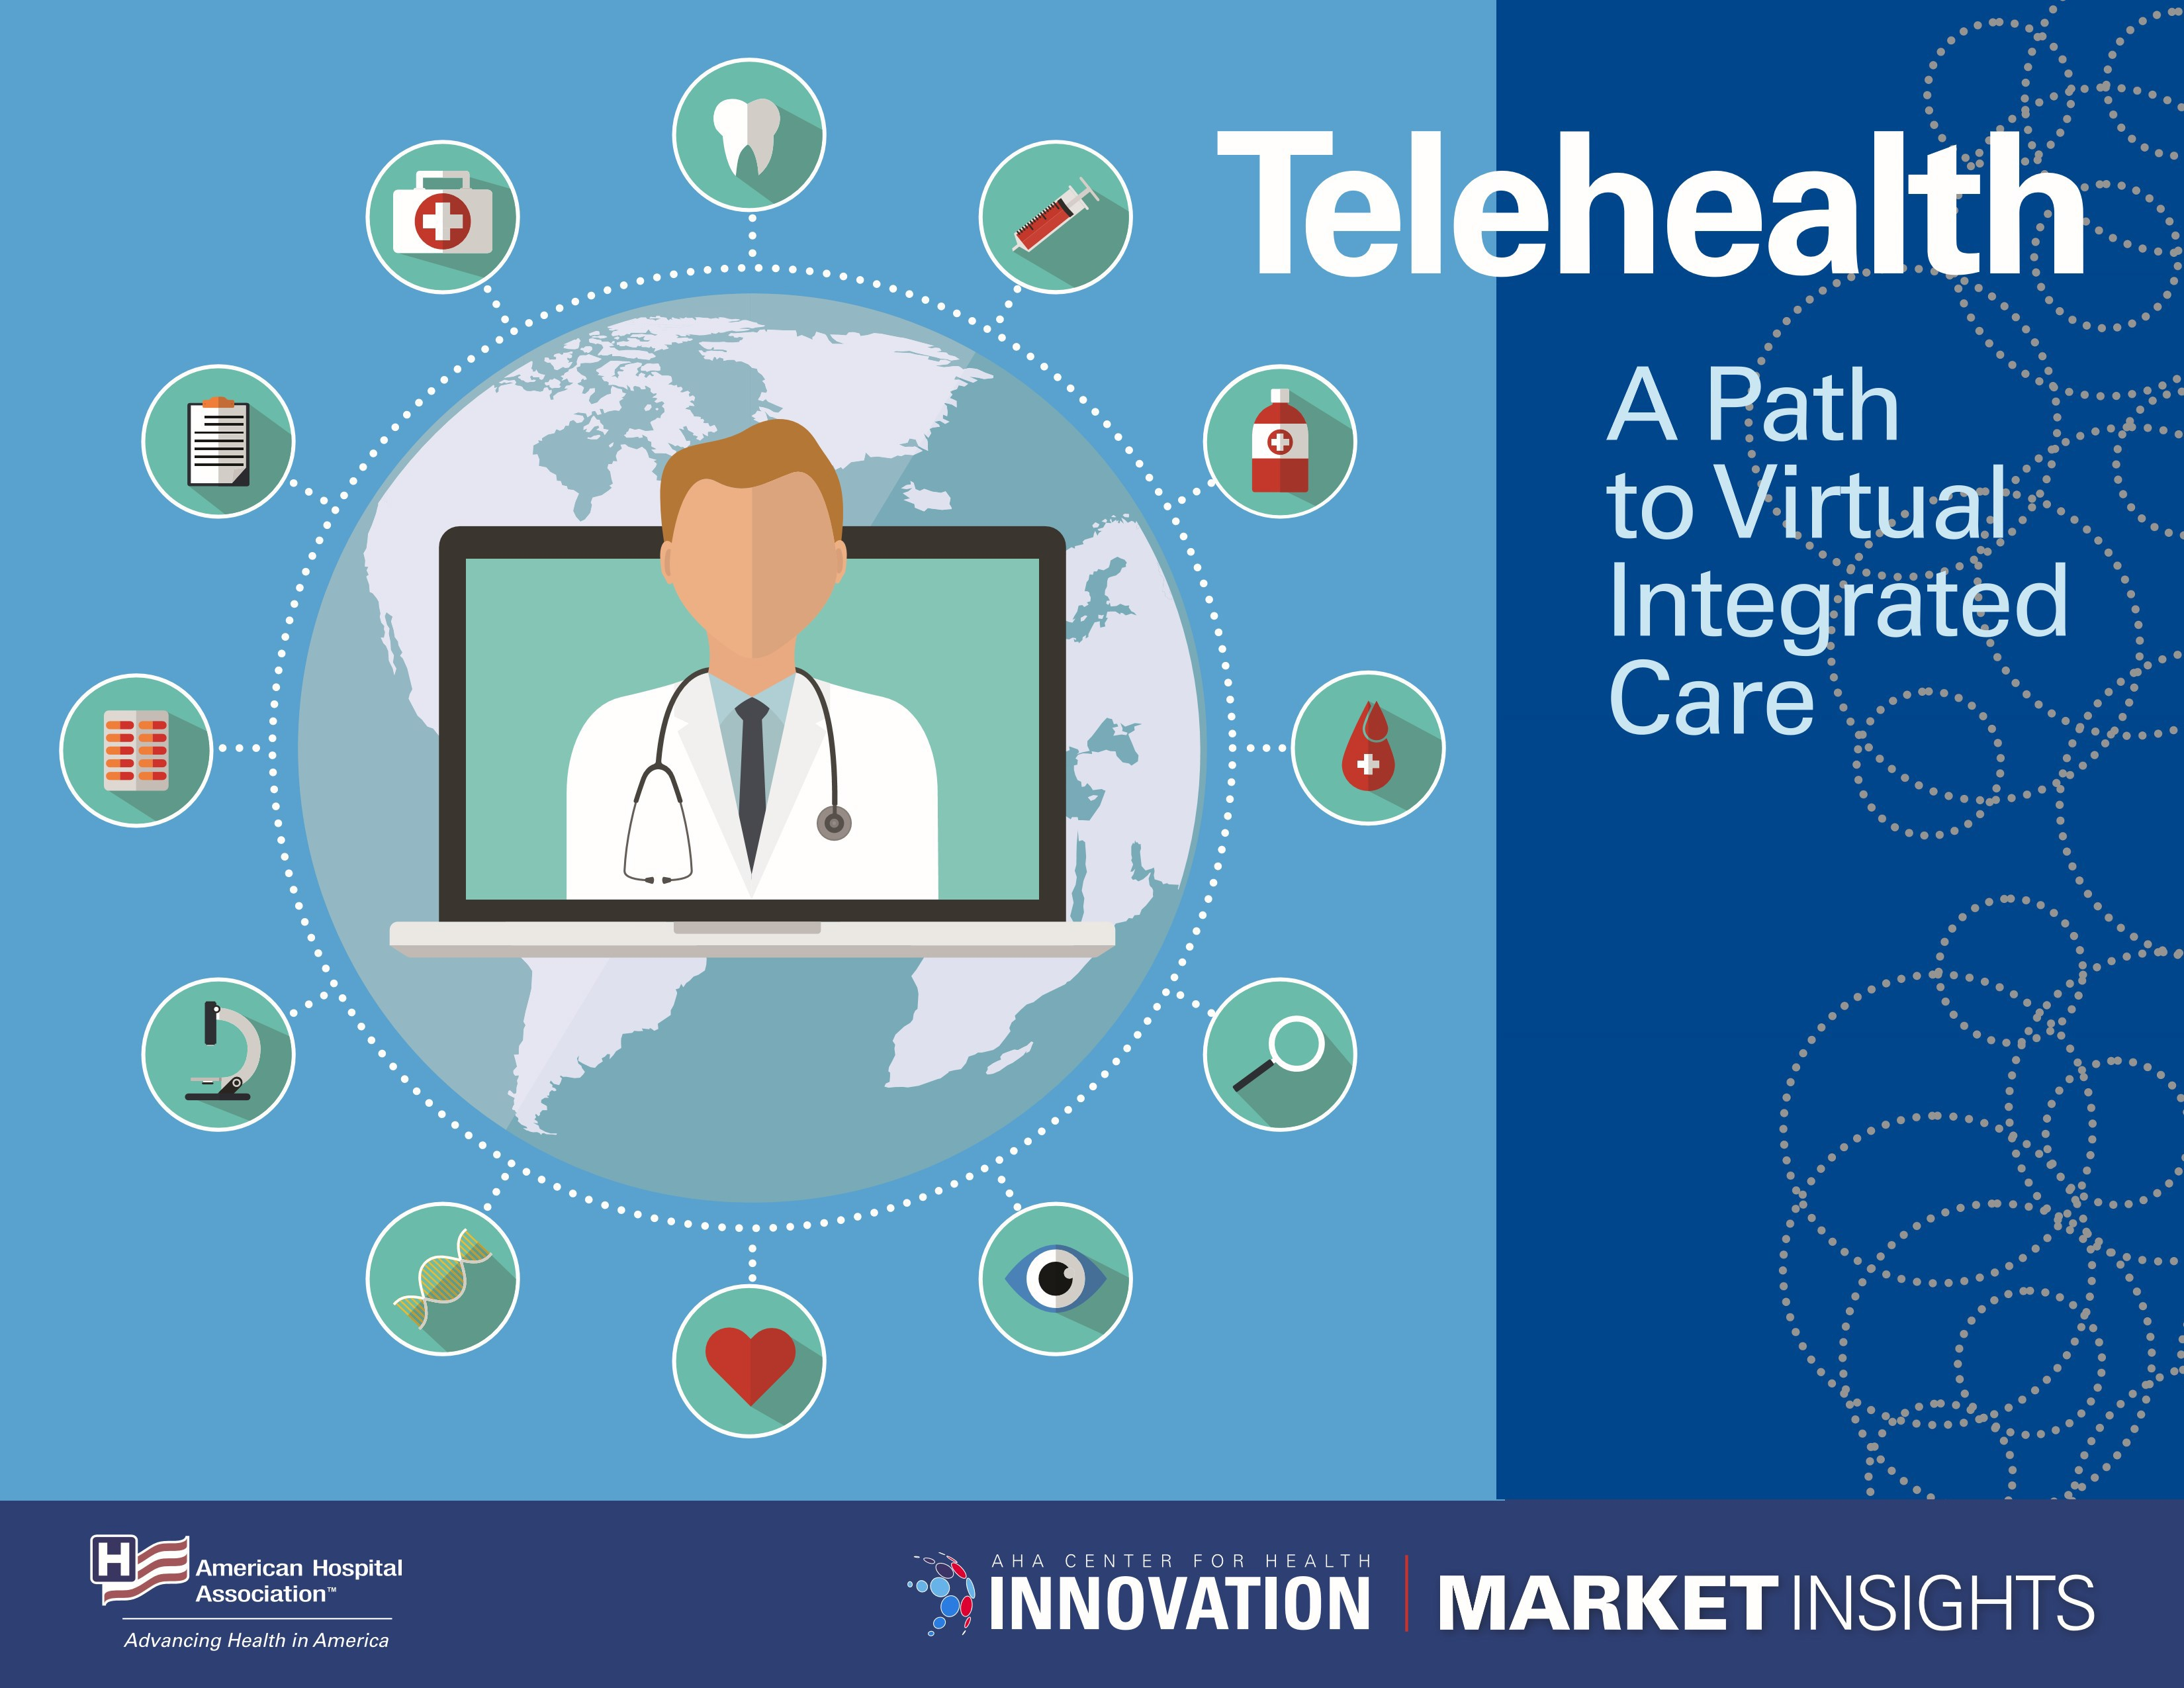 Telehealth
A Path
to Virtual
Integrated
Care
H
American Hospital
Association™
Advancing Health in America
AHA CENTER FOR HEALTH
INNOVATION
MARKET INSIGHTS